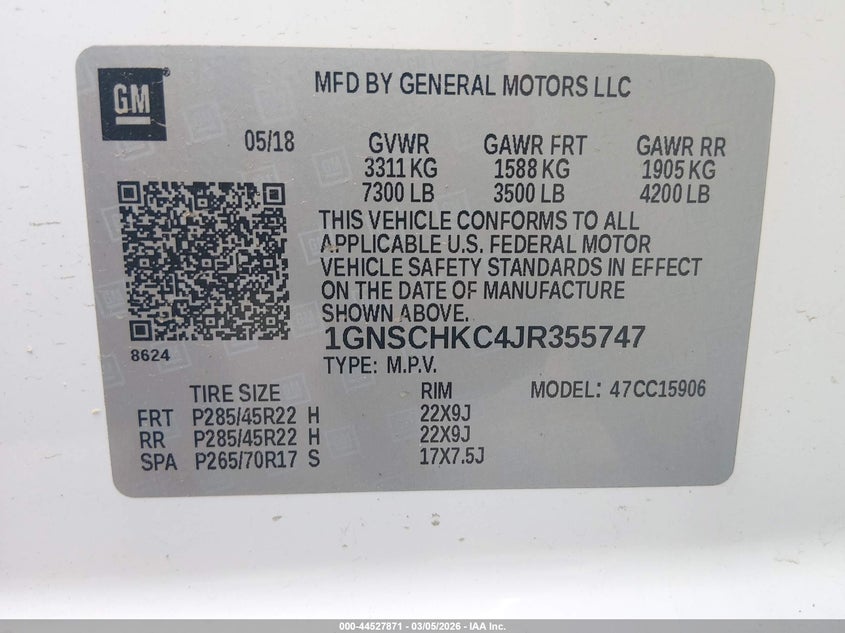 GM
MFD BY GENERAL MOTORS LLC
05/18 GVWR GAWR FRT GAWR RR
3311 KG 1588 KG 1905 KG
7300 LB 3500 LB 4200 LB
THIS VEHICLE CONFORMS TO ALL
APPLICABLE U.S. FEDERAL MOTOR
VEHICLE SAFETY STANDARDS IN EFFECT
ON THE DATE OF MANUFACTURE
SHOWN ABOVE.
1GNSCHKC4JR355747
8624
TYPE: M.P.V.
TIRE SIZE RIM MODEL: 47CC15906
FRT P285/45R22 H 22X9J
RR P285/45R22 H 22X9J
SPA P265/70R17 S 17X7.5J
000-44527871 - 03/05/2026 - IAA Inc.